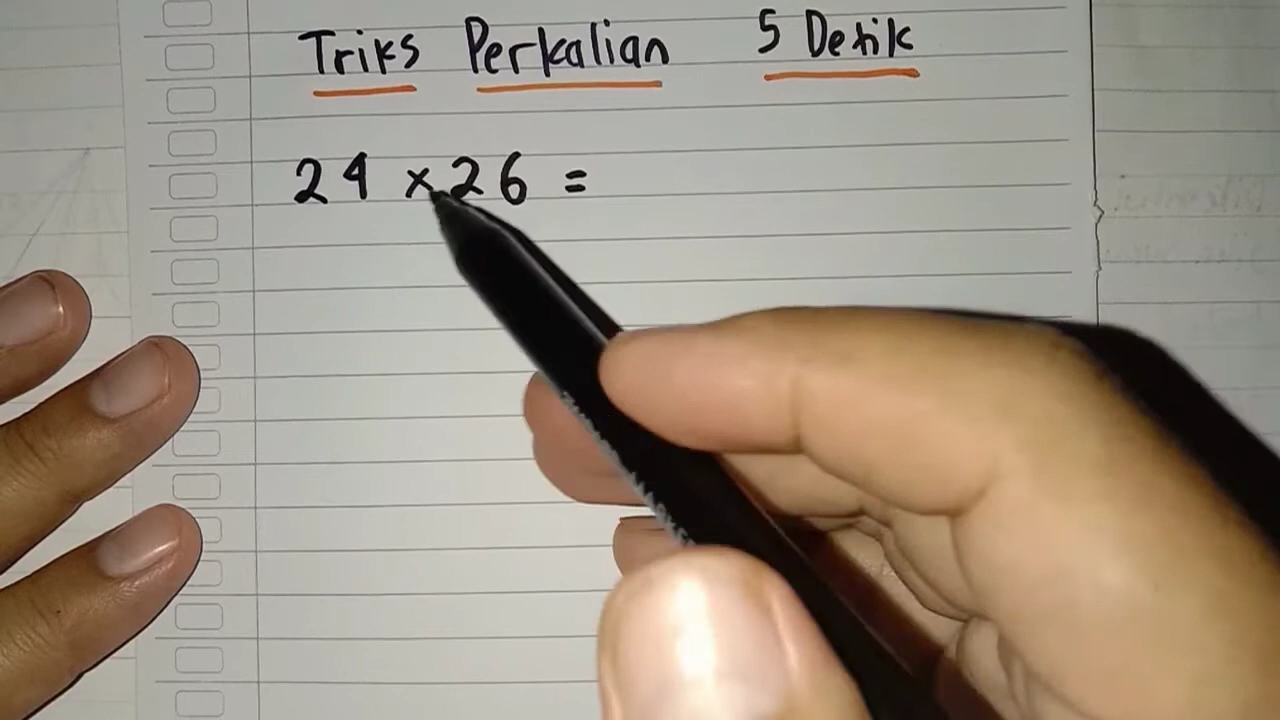 Triks Perkalian 5 Detik
24 × 26 =